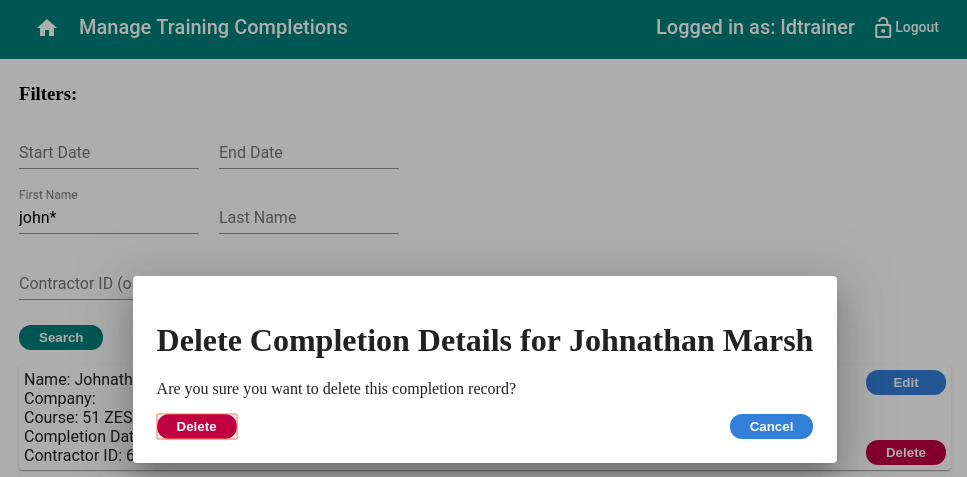 Manage Training Completions
Logged in as: ldtrainer
Logout
Filters:
Start Date
End Date
First Name
john*
Last Name
Contractor ID (o
Search
Delete Completion Details for Johnathan Marsh
Are you sure you want to delete this completion record?
Delete
Cancel
Name: Johnath
Company:
Course: 51 ZES
Completion Dat
Contractor ID: 6
Edit
Delete